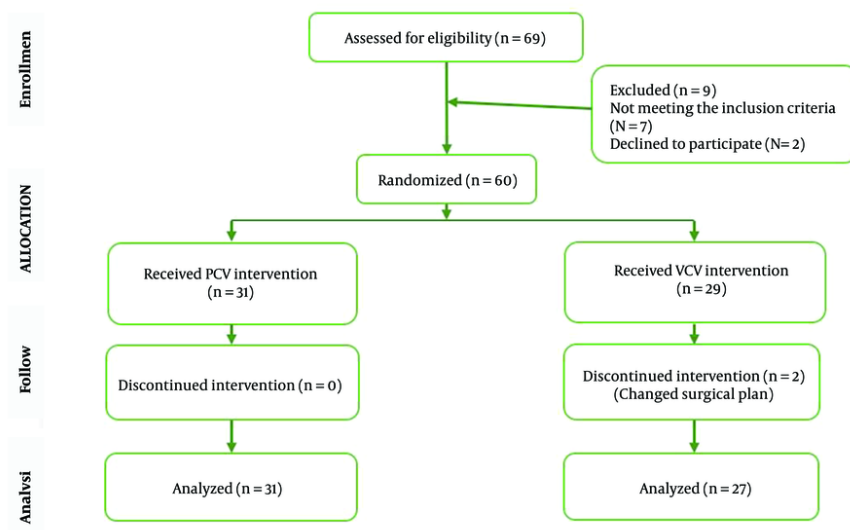 Enrollmen
Assessed for eligibility (n = 69)
Excluded (n = 9)
Not meeting the inclusion criteria
(N = 7)
Declined to participate (N= 2)
Randomized (n = 60)
ALLOCATION
Received PCV intervention
(n = 31)
Received VCV intervention
(n = 29)
Follow
Discontinued intervention (n = 0)
Discontinued intervention (n = 2)
(Changed surgical plan)
Analvsi
Analyzed (n = 31)
Analyzed (n = 27)